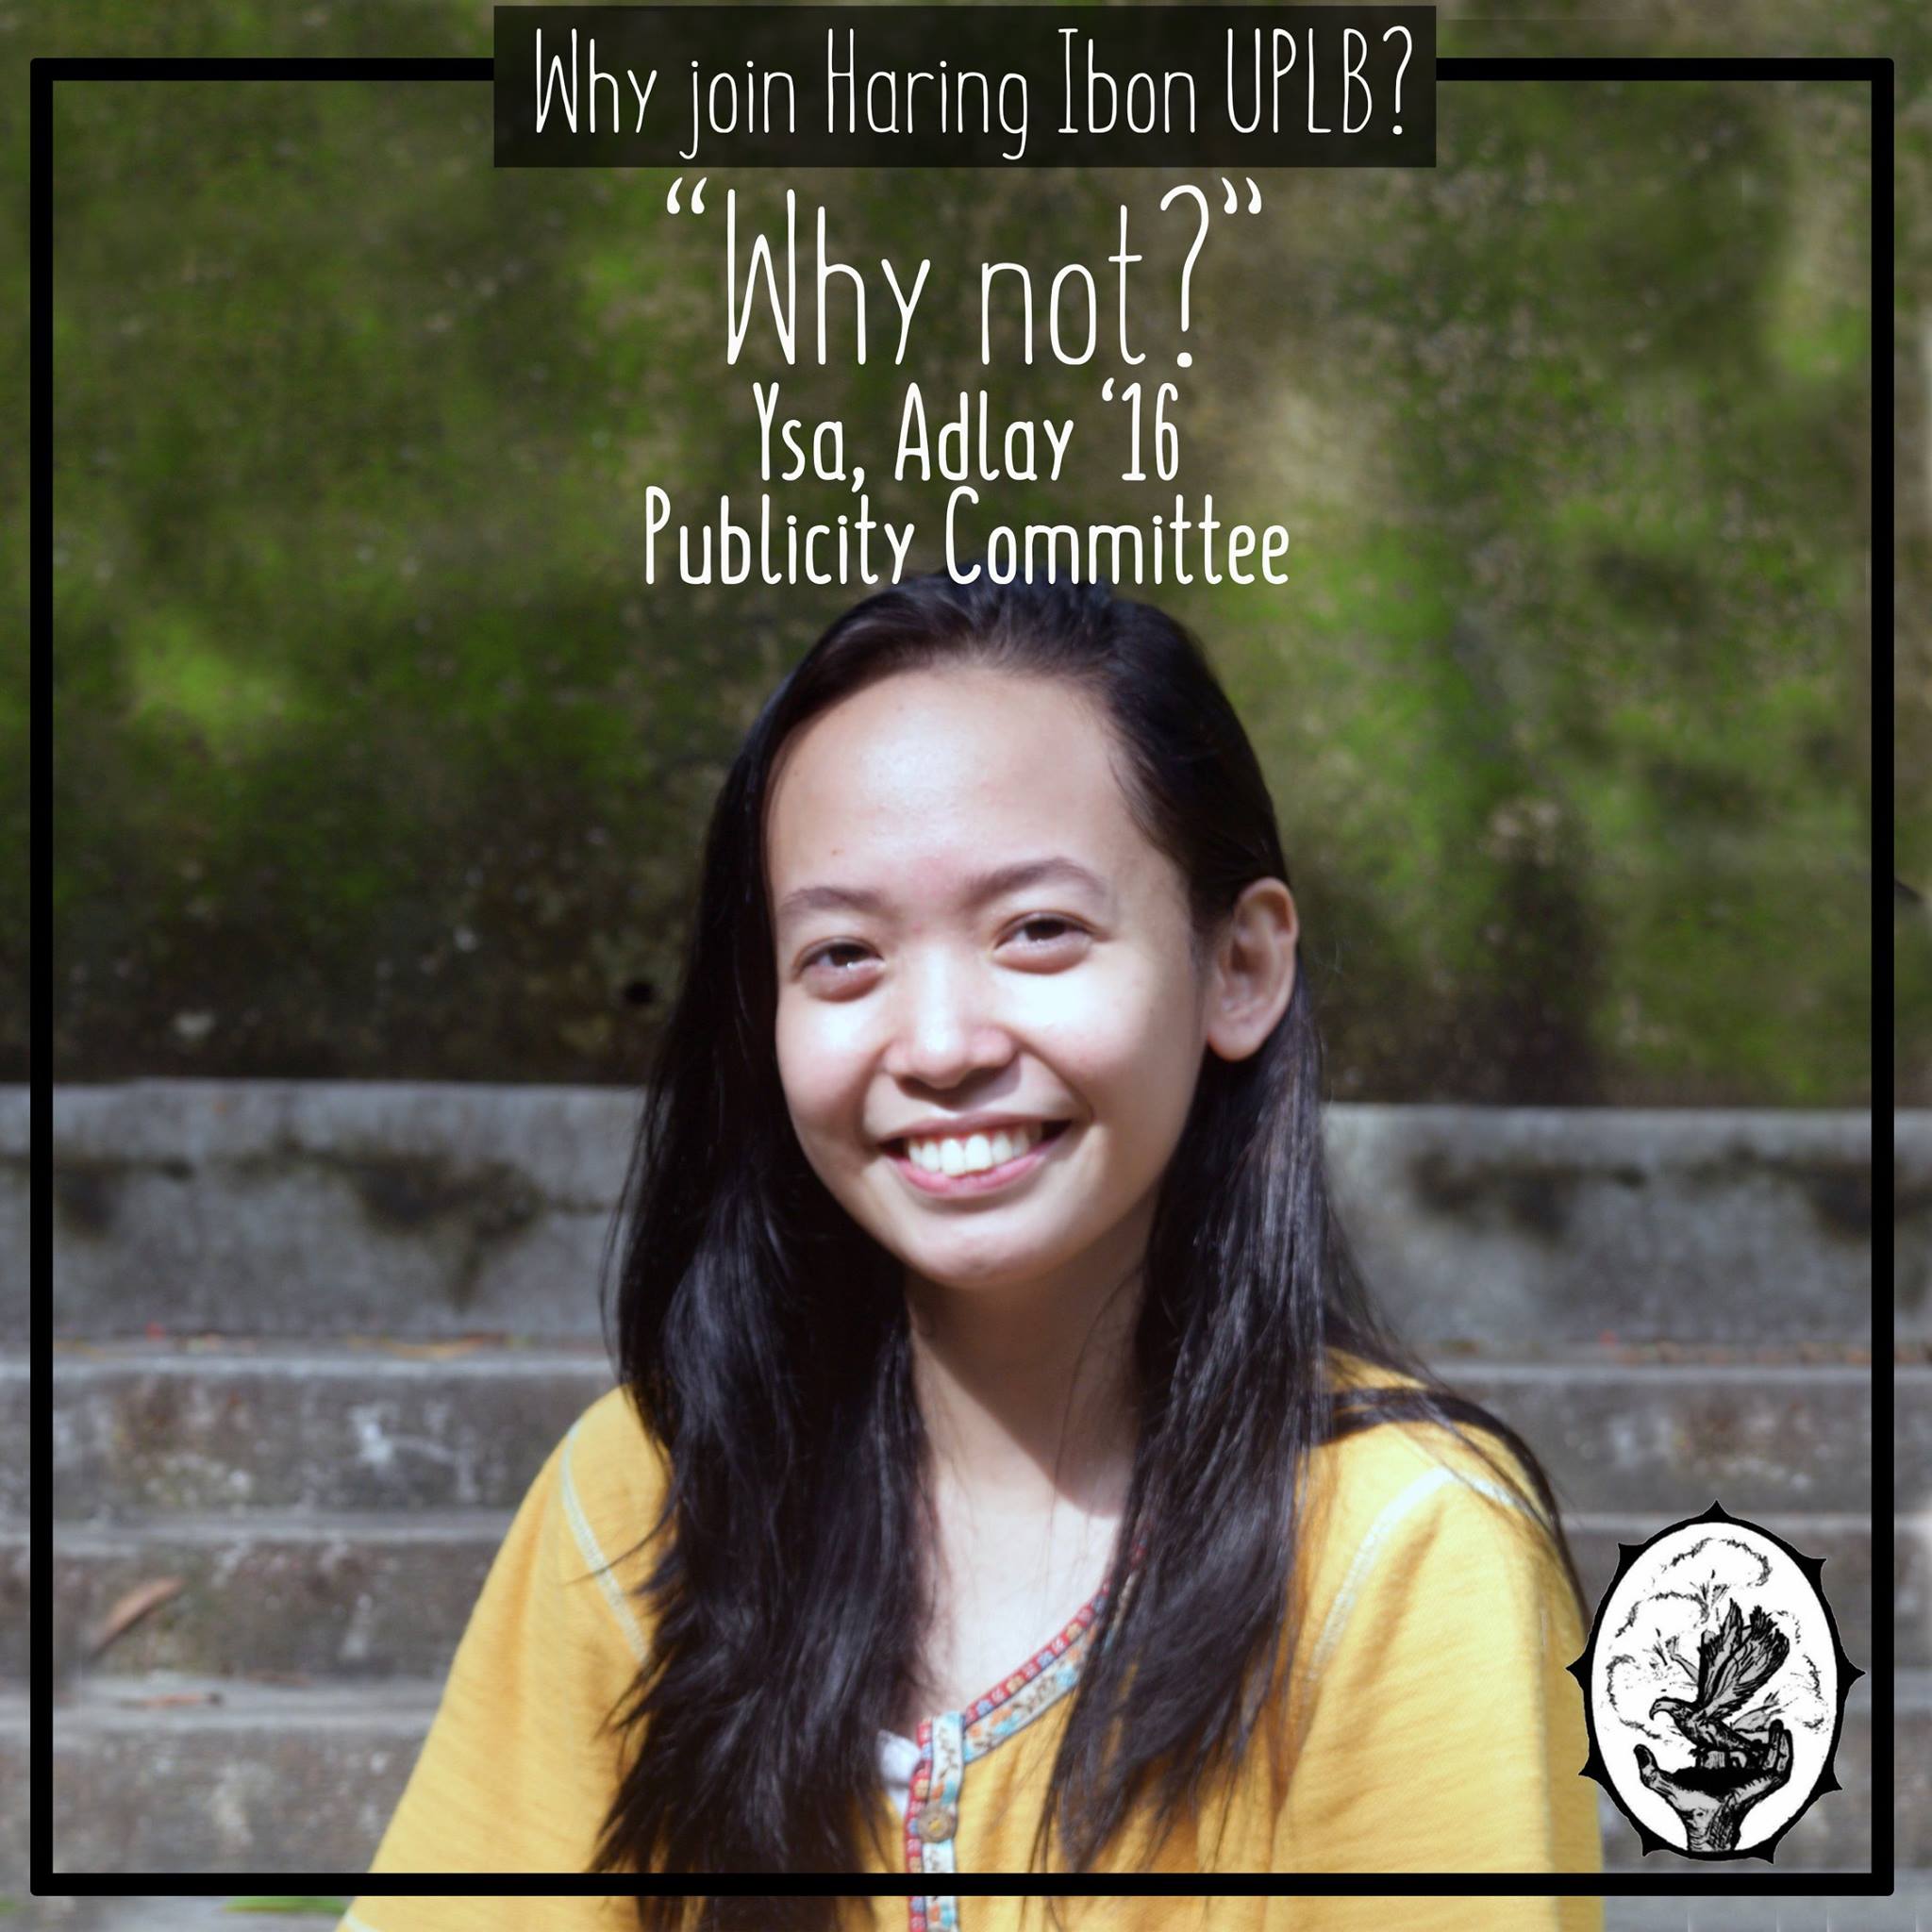 Why join Haring Ibon UPLB?
“Why not?”
Ysa, Adlay ‘16
Publicity Committee